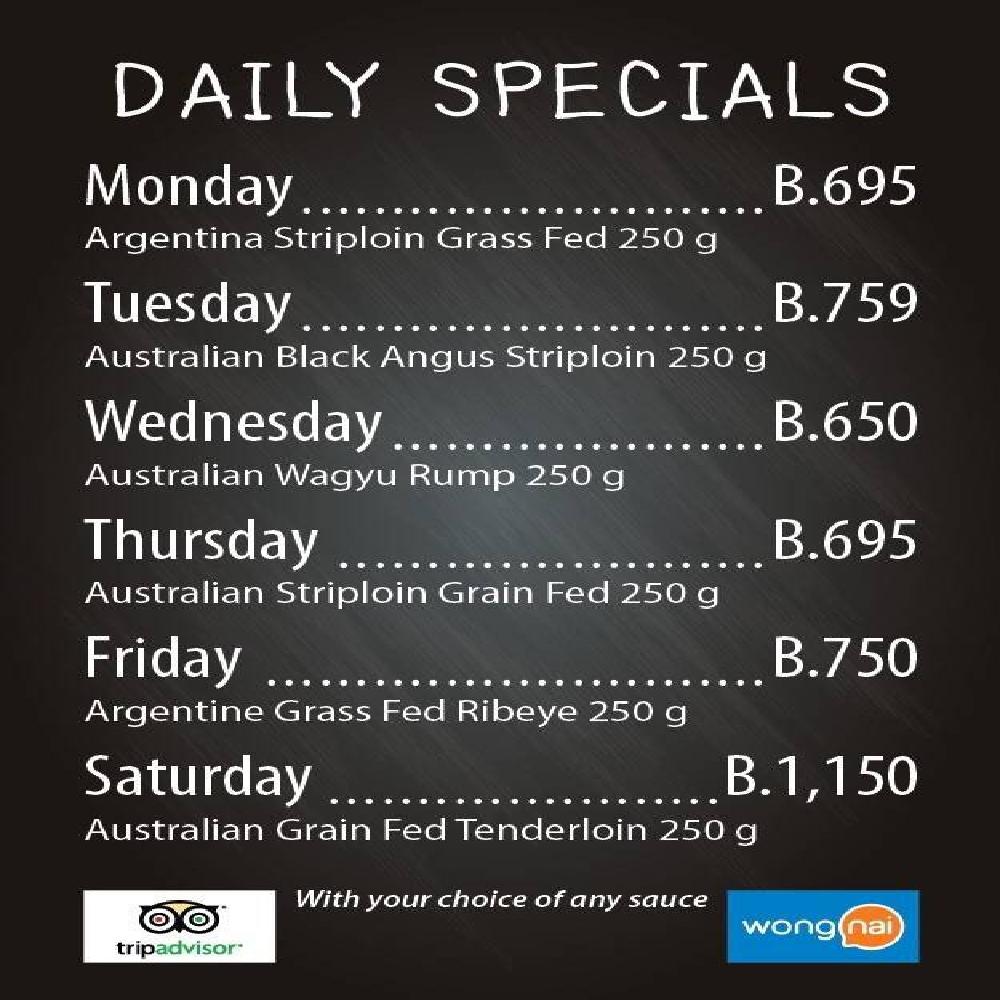 DAILY SPECIALS
Monday .......................... B.695
Argentina Striploin Grass Fed 250 g
Tuesday .......................... B.759
Australian Black Angus Striploin 250 g
Wednesday ..................... B.650
Australian Wagyu Rump 250 g
Thursday ........................ B.695
Australian Striploin Grain Fed 250 g
Friday ............................ B.750
Argentine Grass Fed Ribeye 250 g
Saturday ...................... B.1,150
Australian Grain Fed Tenderloin 250 g
With your choice of any sauce
tripadvisor
wongnai